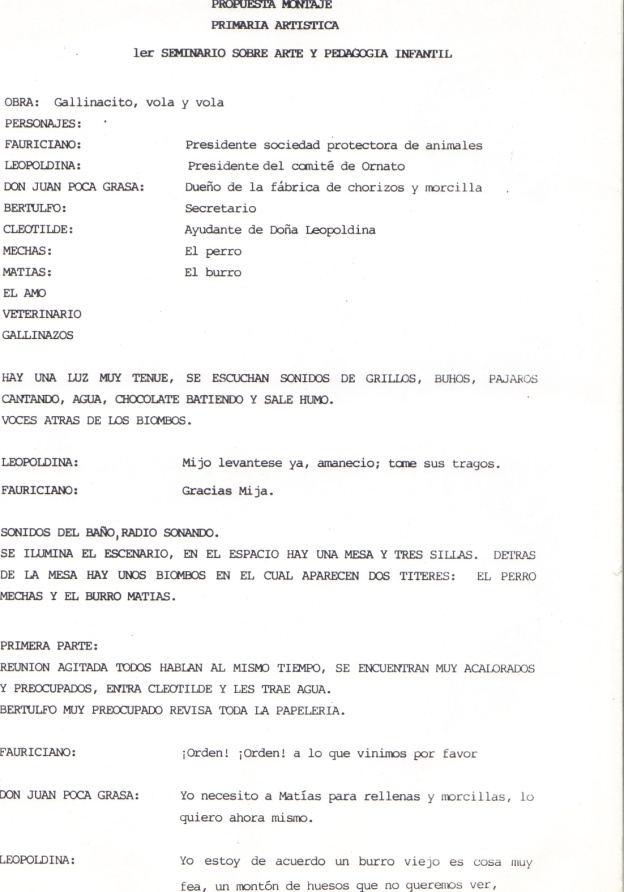 PROPUESTA MONTAJE
PRIMARIA ARTISTICA
1er SEMINARIO SOBRE ARTE Y PEDAGOGIA INFANTIL
OBRA: Gallinacito, vola y vola
PERSONAJES:
FAURICIANO: Presidente sociedad protectora de animales
LEOPOLDINA: Presidente del comité de Ornato
DON JUAN POCA GRASA: Dueño de la fábrica de chorizos y morcilla
BERTULFO: Secretario
CLEOTILDE: Ayudante de Doña Leopoldina
MECHAS: El perro
MATIAS: El burro
EL AMO
VETERINARIO
GALLINAZOS
HAY UNA LUZ MUY TENUE, SE ESCUCHAN SONIDOS DE GRILLOS, BUHOS, PAJAROS
CANTANDO, AGUA, CHOCOLATE BATIENDO Y SALE HUMO.
VOCES ATRAS DE LOS BIOMBOS.
LEOPOLDINA: Mijo levantese ya, amanecio; tome sus tragos.
FAURICIANO: Gracias Mija.
SONIDOS DEL BAÑO, RADIO SONANDO.
SE ILUMINA EL ESCENARIO, EN EL ESPACIO HAY UNA MESA Y TRES SILLAS. DETRAS
DE LA MESA HAY UNOS BIOMBOS EN EL CUAL APARECEN DOS TITERES: EL PERRO
MECHAS Y EL BURRO MATIAS.
PRIMERA PARTE:
REUNION AGITADA TODOS HABLAN AL MISMO TIEMPO, SE ENCUENTRAN MUY ACALORADOS
Y PREOCUPADOS, ENTRA CLEOTILDE Y LES TRAE AGUA.
BERTULFO MUY PREOCUPADO REVISA TODA LA PAPELERIA.
FAURICIANO: ¡Orden! ¡Orden! a lo que vinimos por favor
DON JUAN POCA GRASA: Yo necesito a Matías para rellenas y morcillas, lo
quiero ahora mismo.
LEOPOLDINA: Yo estoy de acuerdo un burro viejo es cosa muy
fea, un montón de huesos que no queremos ver,